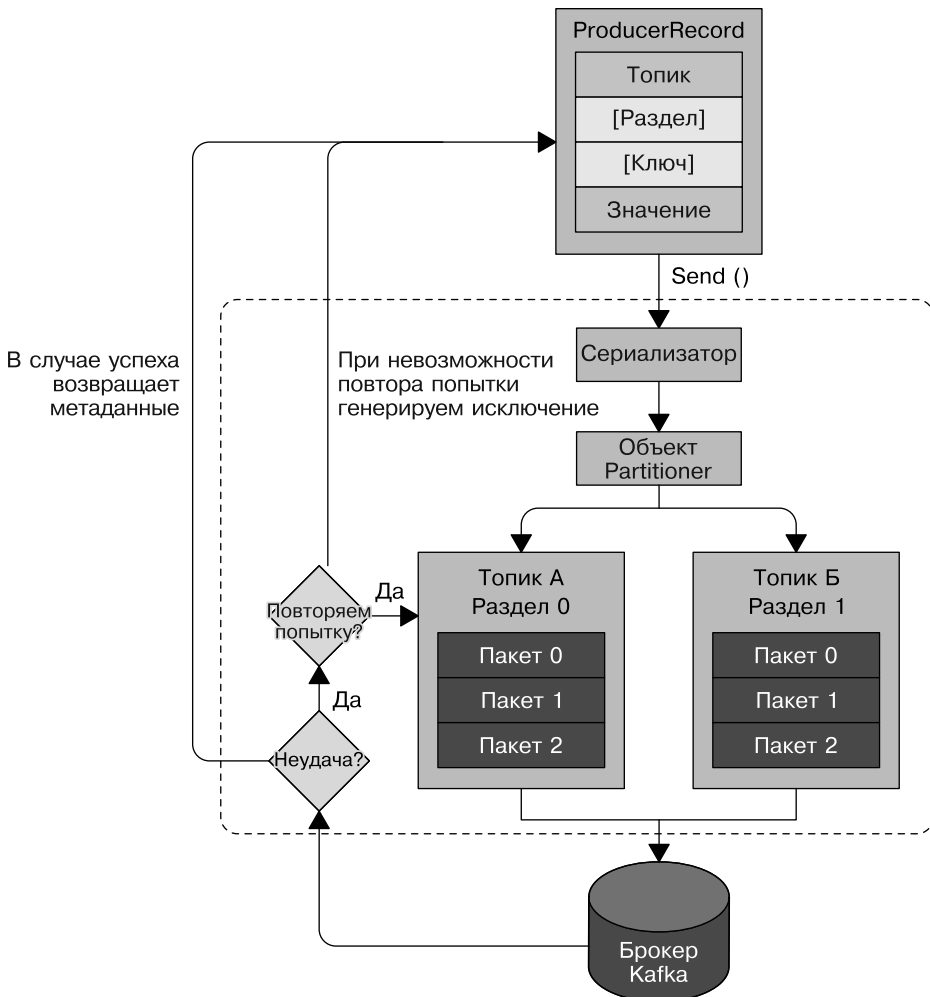 ProducerRecord
Топик
[Раздел]
[Ключ]
Значение
Send ()
В случае успеха
возвращает
метаданные
При невозможности
повтора попытки
генерируем исключение
Сериализатор
Объект
Partitioner
Топик А
Раздел 0
Пакет 0
Пакет 1
Пакет 2
Топик Б
Раздел 1
Пакет 0
Пакет 1
Пакет 2
Повторяем
попытку?
Да
Да
Неудача?
Брокер
Kafka